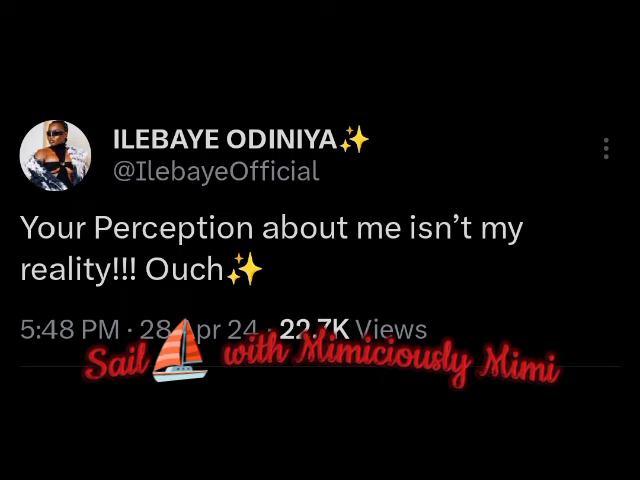 ILEBAYE ODINIYA✨
@IlebayeOfficial
Your Perception about me isn’t my
reality!!! Ouch✨
5:48 PM · 28 Apr 24 · 22.7K Views
Sail⛵ with Mimiciously Mimi